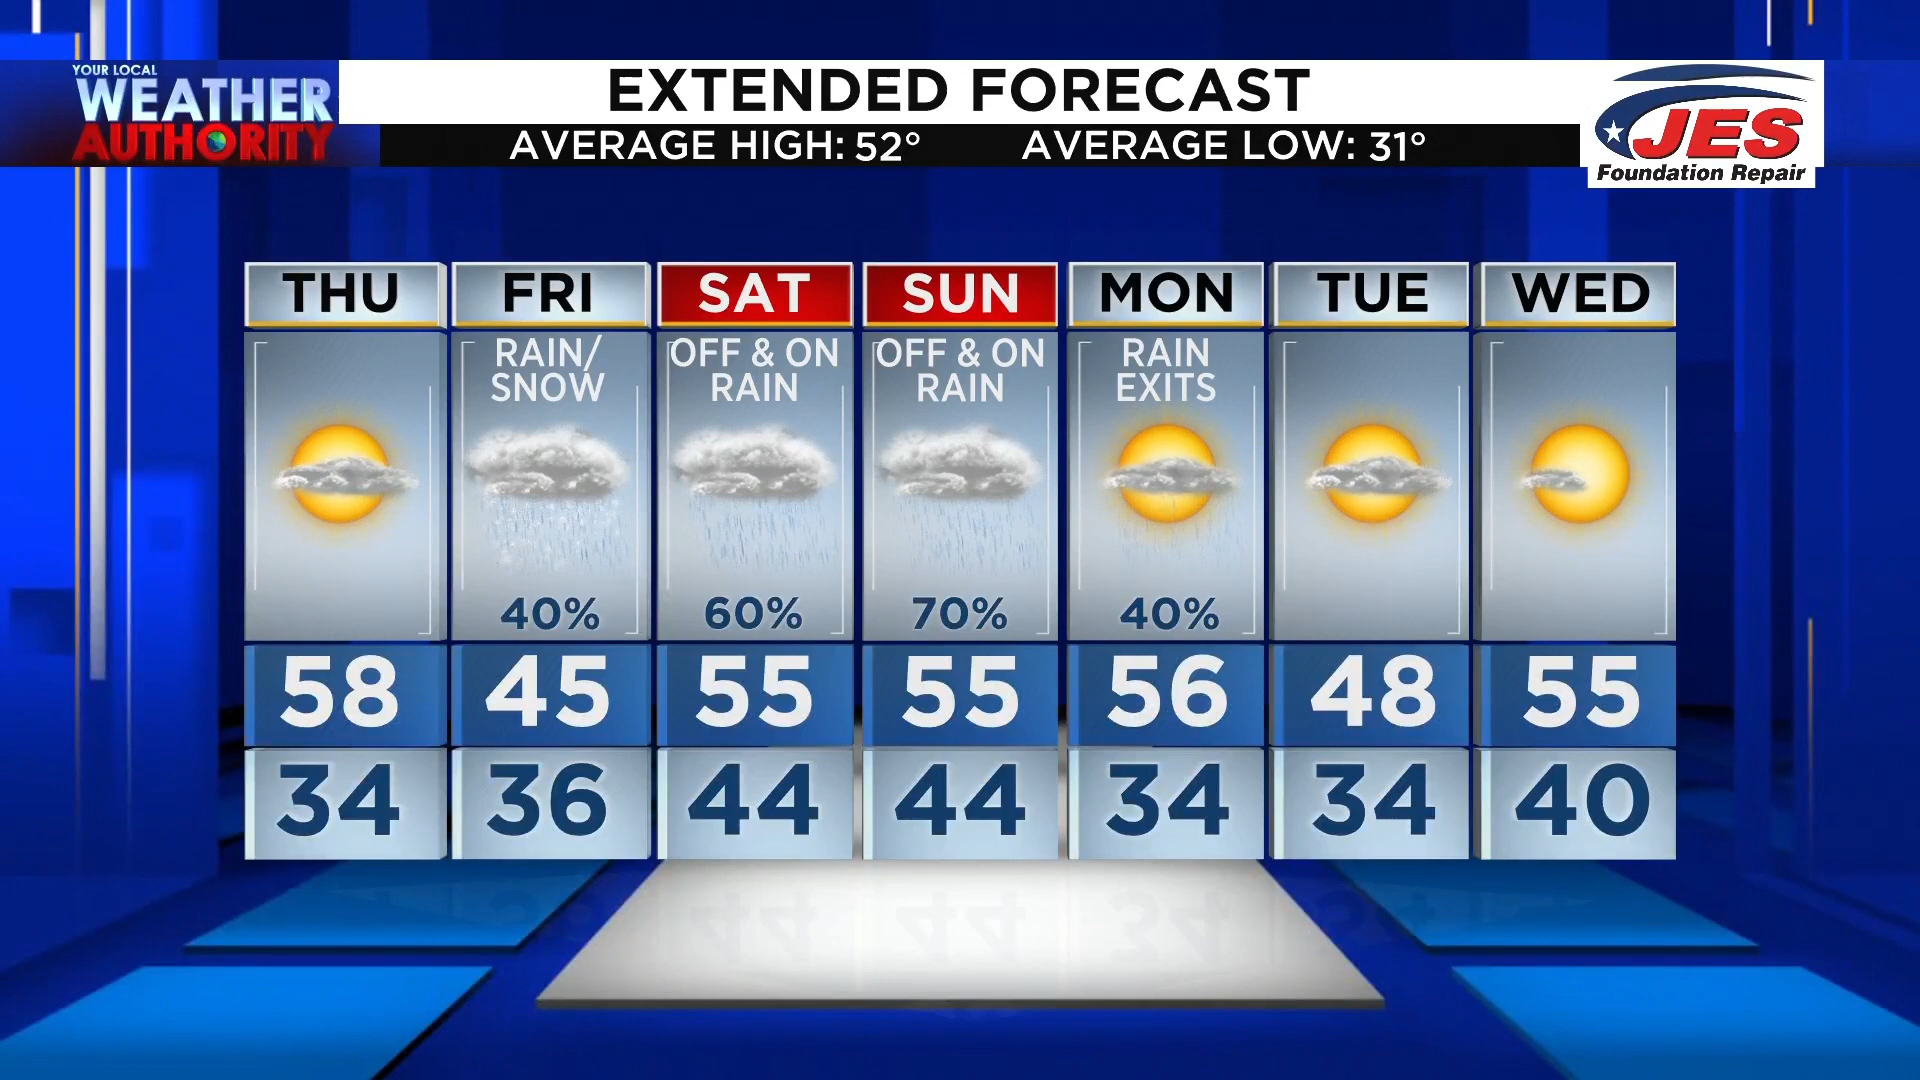 YOUR LOCAL
WEATHER
AUTHORITY
EXTENDED FORECAST
AVERAGE HIGH: 52° AVERAGE LOW: 31°
JES
Foundation Repair
THU FRI SAT SUN MON TUE WED
RAIN/ OFF & ON OFF & ON RAIN
SNOW RAIN RAIN EXITS
40% 60% 70% 40%
58 45 55 55 56 48 55
34 36 44 44 34 34 40